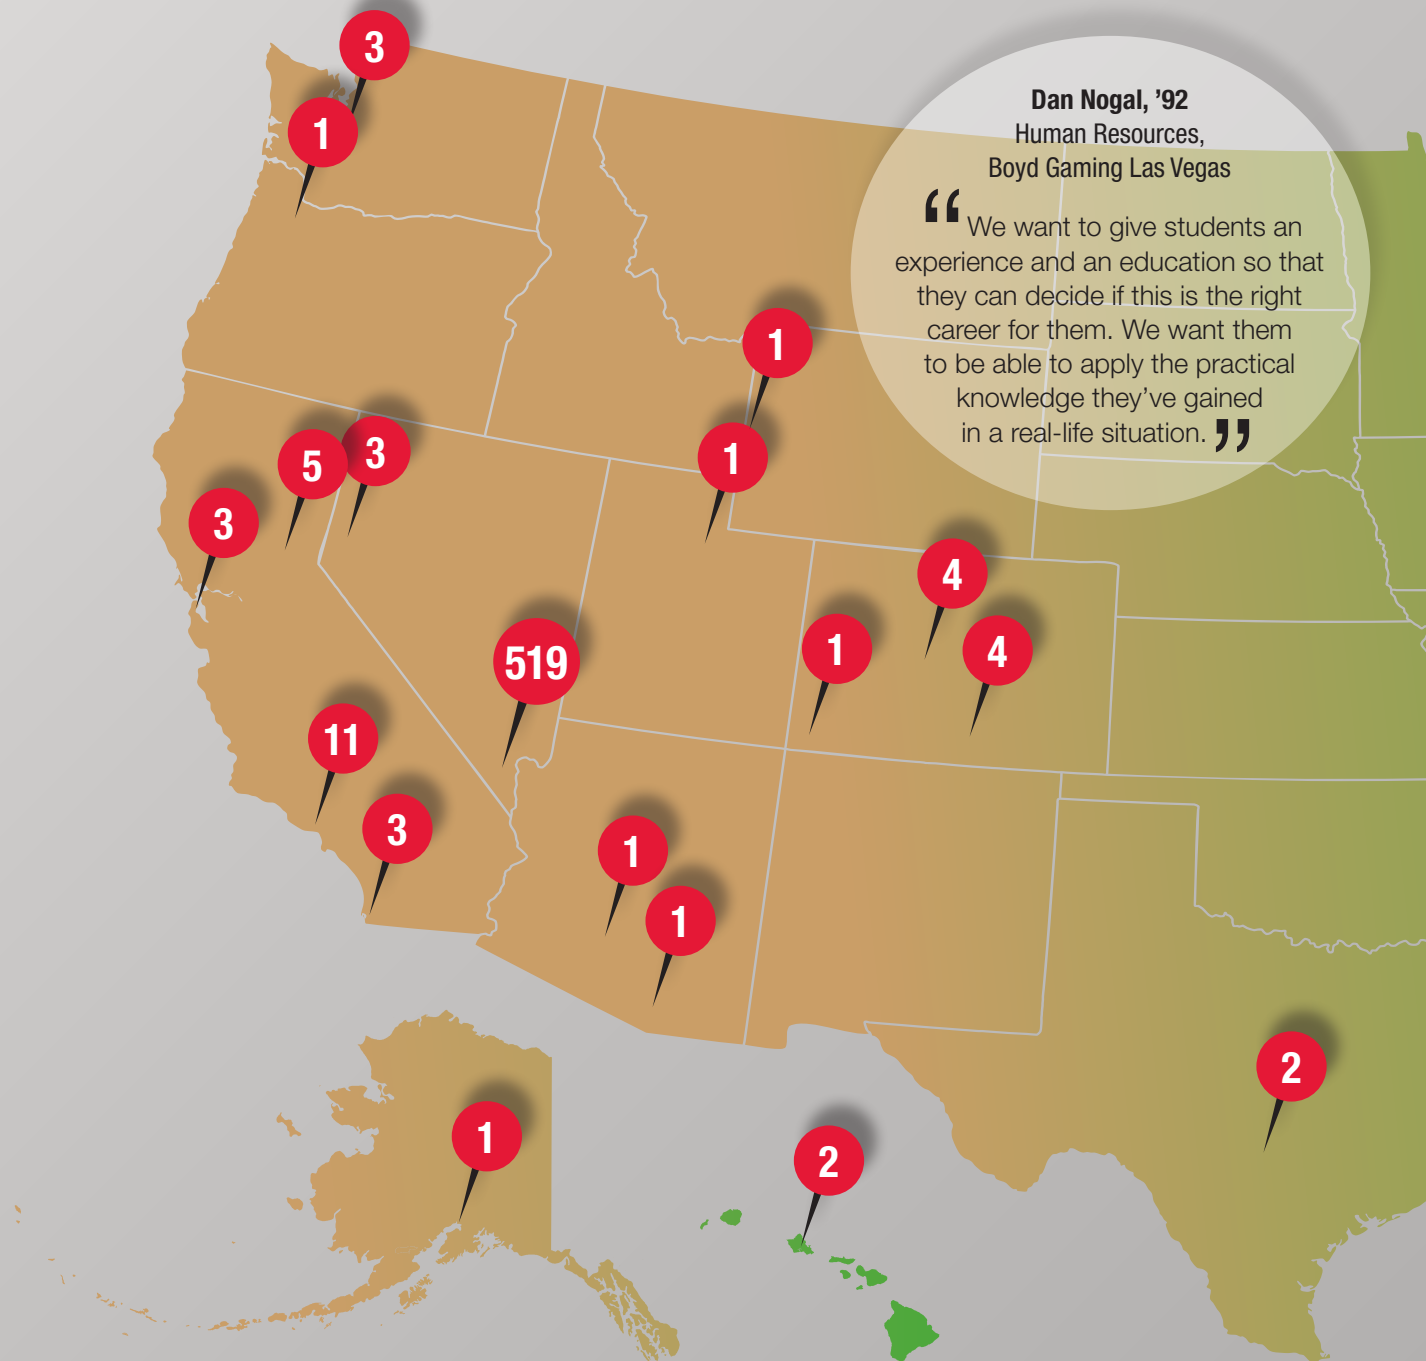 3
1
Dan Nogal, ’92
Human Resources,
Boyd Gaming Las Vegas
“ We want to give students an
experience and an education so that
they can decide if this is the right
career for them. We want them
to be able to apply the practical
knowledge they’ve gained
in a real-life situation. ”
1
1
3
5
3
4
4
1
519
11
3
1
1
2
1
2